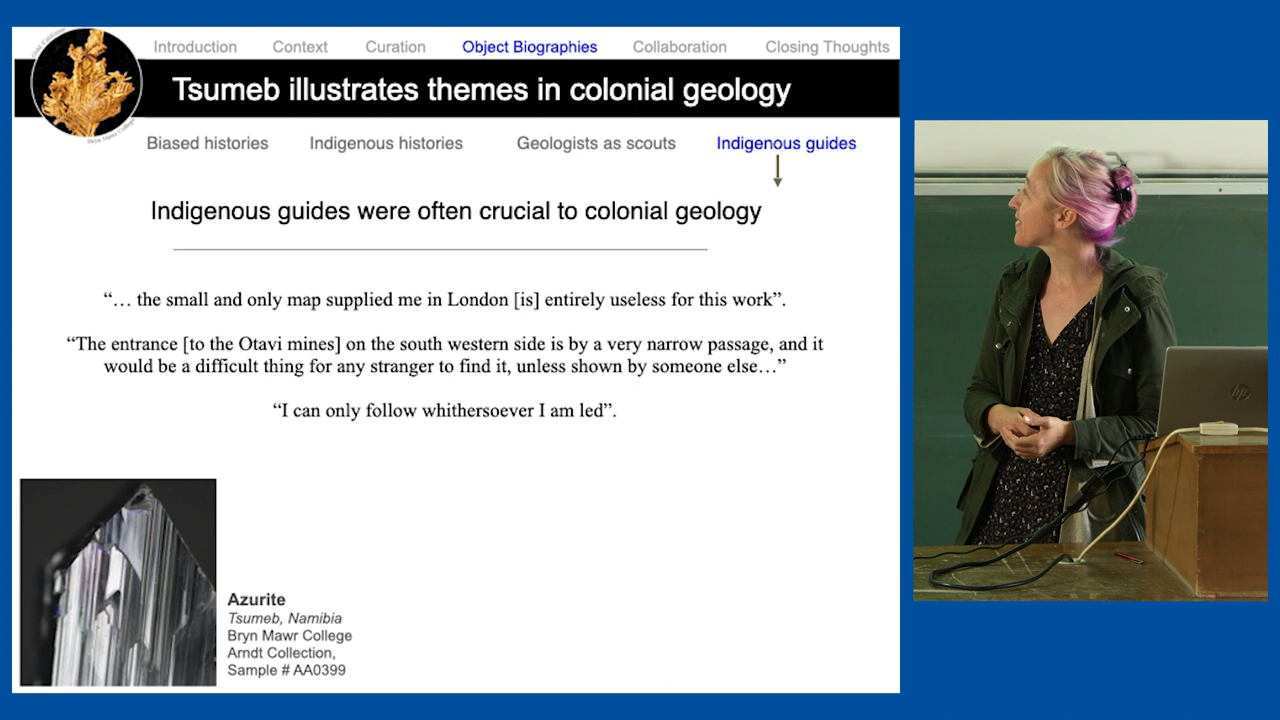 Introduction Context Curation Object Biographies Collaboration Closing Thoughts
Tsumeb illustrates themes in colonial geology
Bryn Mawr College
Biased histories Indigenous histories Geologists as scouts Indigenous guides
Indigenous guides were often crucial to colonial geology
“… the small and only map supplied me in London [is] entirely useless for this work”.
“The entrance [to the Otavi mines] on the south western side is by a very narrow passage, and it
would be a difficult thing for any stranger to find it, unless shown by someone else…”
“I can only follow whithersoever I am led”.
Azurite
Tsumeb, Namibia
Bryn Mawr College
Arndt Collection,
Sample # AA0399
hp